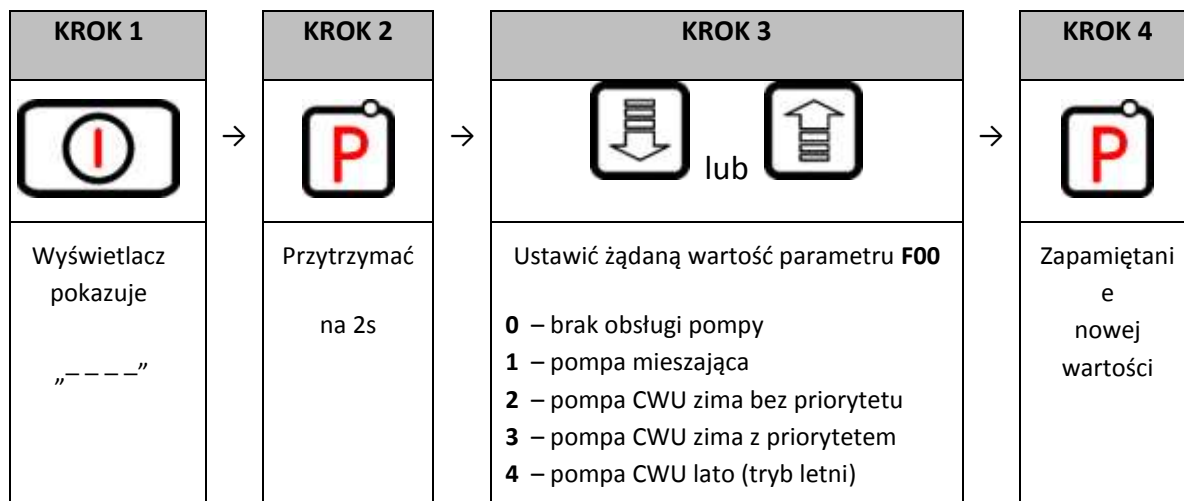 KROK 1
Wyświetlacz
pokazuje
„– – – –”
→
KROK 2
P
Przytrzymać
na 2s
→
KROK 3
lub
Ustawić żądaną wartość parametru F00
0 – brak obsługi pompy
1 – pompa mieszająca
2 – pompa CWU zima bez priorytetu
3 – pompa CWU zima z priorytetem
4 – pompa CWU lato (tryb letni)
→
KROK 4
P
Zapamiętani
e
nowej
wartości